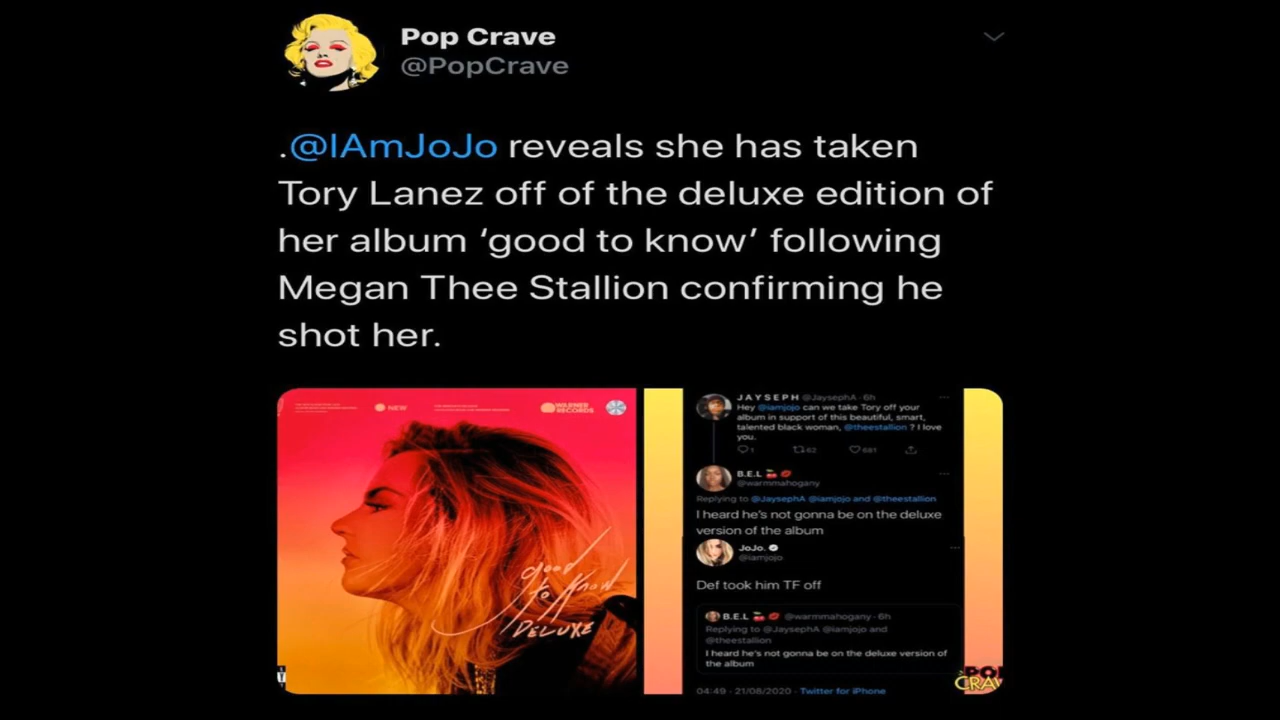 Pop Crave
@PopCrave
.@IAmJoJo reveals she has taken
Tory Lanez off of the deluxe edition of
her album ‘good to know’ following
Megan Thee Stallion confirming he
shot her.
NEW
WARNER
RECORDS
good
to know
DELUXE
JAYSEPH @JaysephA · 6h
Hey @iamjojo can we take Tory off your
album in support of this beautiful, smart,
talented black woman, @theestallion ? I love
you.
1 62 681
B.E.L 🍒 💋
@warmmahogany
Replying to @JaysephA @iamjojo and @theestallion
I heard he's not gonna be on the deluxe
version of the album
JoJo.
@iamjojo
Def took him TF off
B.E.L 🍒 💋 @warmmahogany · 6h
Replying to @JaysephA @iamjojo and
@theestallion
I heard he's not gonna be on the deluxe version of
the album
04:49 · 21/08/2020 · Twitter for iPhone